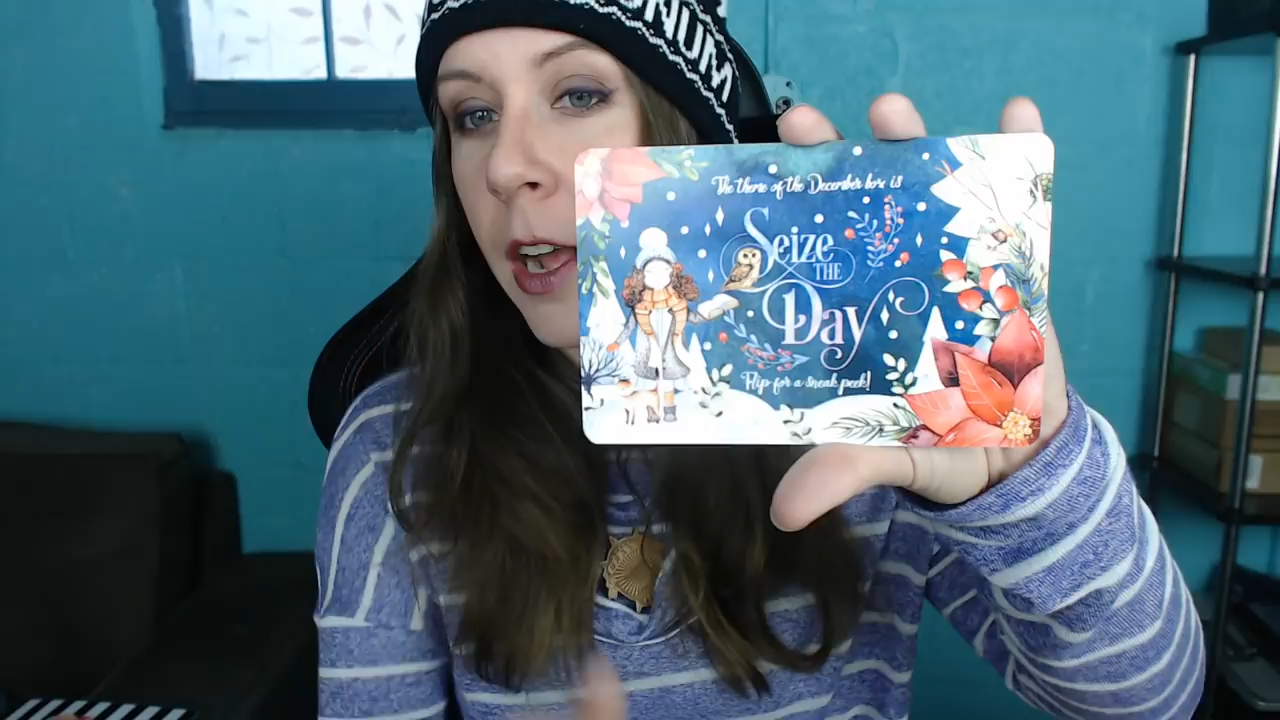 The theme of the December box is
Seize
THE
Day
Flip for a sneak peek!